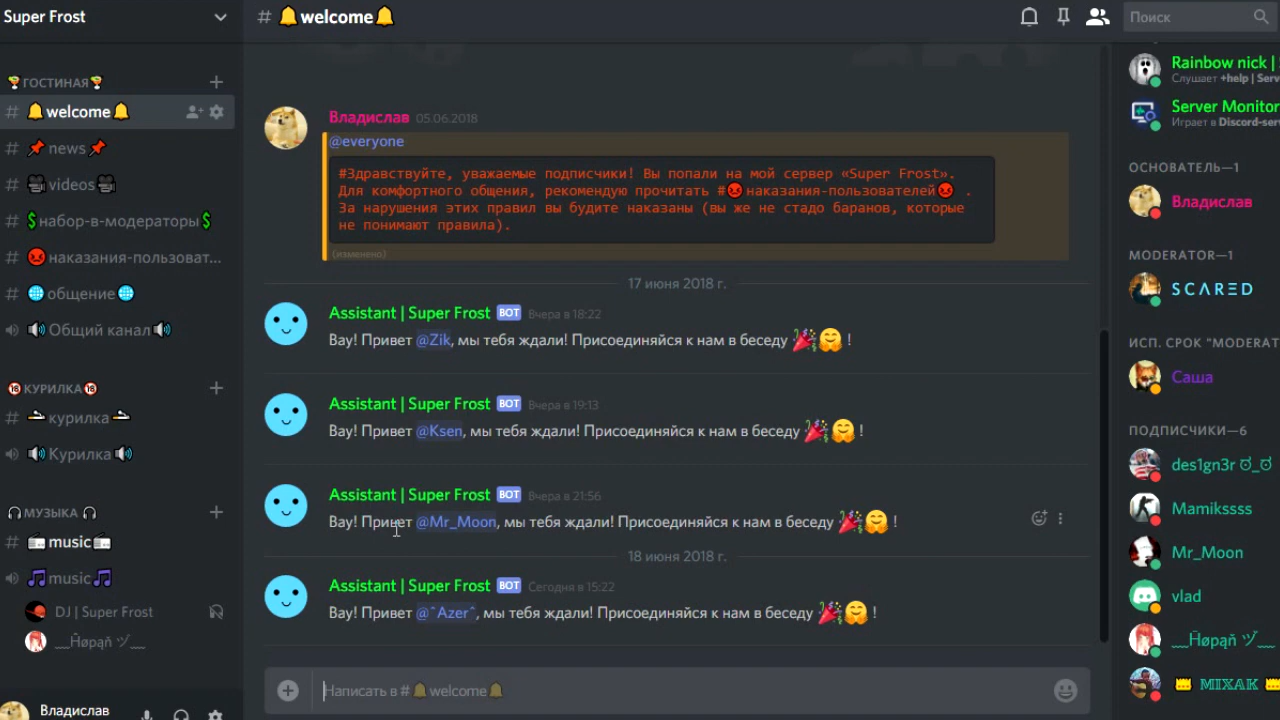 Super Frost
ГОСТИНАЯ
# welcome
# news
# videos
# набор-в-модераторы
# наказания-пользоват...
# общение
Общий канал
КУРИЛКА
# курилка
Курилка
МУЗЫКА
# music
music
DJ | Super Frost
Владислав
# welcome
Владислав 05.06.2018
@everyone
#Здравствуйте, уважаемые подписчики! Вы попали на мой сервер «Super Frost».
Для комфортного общения, рекомендую прочитать #😡наказания-пользователей😡 .
За нарушения этих правил вы будите наказаны (вы же не стадо баранов, которые
не понимают правила).
(изменено)
17 июня 2018 г.
Assistant | Super Frost BOT Вчера в 18:22
Вау! Привет @Zik, мы тебя ждали! Присоединяйся к нам в беседу 🎉🤗 !
Assistant | Super Frost BOT Вчера в 19:13
Вау! Привет @Ksen, мы тебя ждали! Присоединяйся к нам в беседу 🎉🤗 !
Assistant | Super Frost BOT Вчера в 21:56
Вау! Привет @Mr_Moon, мы тебя ждали! Присоединяйся к нам в беседу 🎉🤗 !
18 июня 2018 г.
Assistant | Super Frost BOT Сегодня в 15:22
Вау! Привет @ˆAzerˆ, мы тебя ждали! Присоединяйся к нам в беседу 🎉🤗 !
Написать в # 🔔welcome🔔
Поиск
Rainbow nick |
Слушает +help | Serv
Server Monitor
Играет в Discord-ser
ОСНОВАТЕЛЬ—1
Владислав
MODERATOR—1
SCARED
ИСП. СРОК "MODERAT
Саша
ПОДПИСЧИКИ—6
des1gn3r ಠ_ಠ
Mamikssss
Mr_Moon
vlad
MIXAK